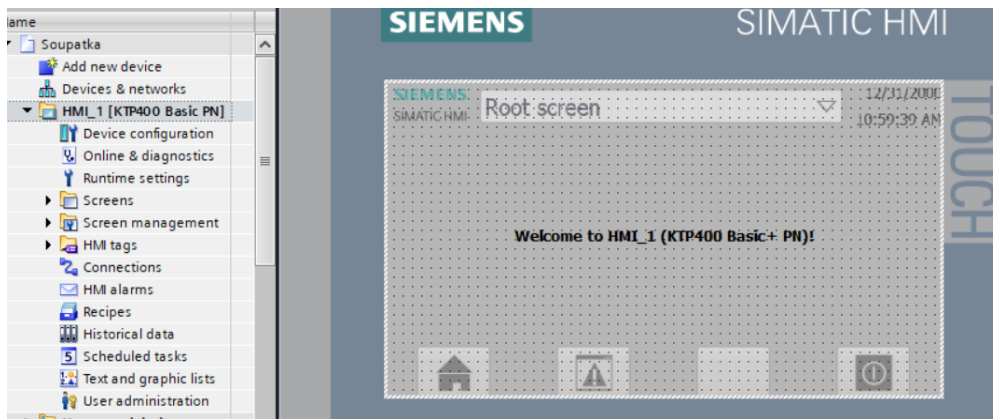 ame
Soupatka
Add new device
Devices & networks
HMI_1 [KTP400 Basic PN]
Device configuration
Online & diagnostics
Runtime settings
Screens
Screen management
HMI tags
Connections
HMI alarms
Recipes
Historical data
Scheduled tasks
Text and graphic lists
User administration
SIEMENS
SIMATIC HMI
SIEMENS
SIMATIC HMI
Root screen
12/31/2000
10:59:39 AM
TOUCH
Welcome to HMI_1 (KTP400 Basic+ PN)!